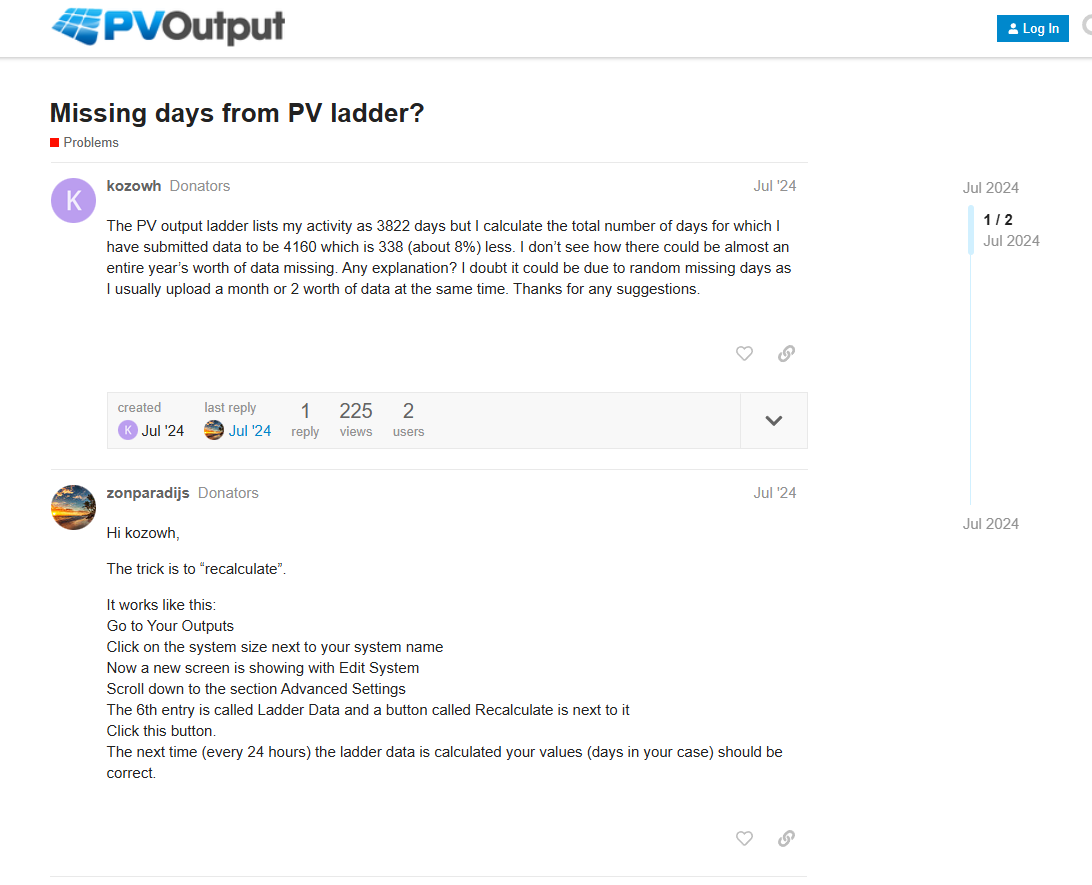 PVOutput
Log In
Missing days from PV ladder?
Problems
K
kozowh Donators
Jul '24
The PV output ladder lists my activity as 3822 days but I calculate the total number of days for which I
have submitted data to be 4160 which is 338 (about 8%) less. I don’t see how there could be almost an
entire year’s worth of data missing. Any explanation? I doubt it could be due to random missing days as
I usually upload a month or 2 worth of data at the same time. Thanks for any suggestions.
created
K Jul '24
last reply
Jul '24
1
reply
225
views
2
users
zonparadijs Donators
Jul '24
Hi kozowh,
The trick is to “recalculate”.
It works like this:
Go to Your Outputs
Click on the system size next to your system name
Now a new screen is showing with Edit System
Scroll down to the section Advanced Settings
The 6th entry is called Ladder Data and a button called Recalculate is next to it
Click this button.
The next time (every 24 hours) the ladder data is calculated your values (days in your case) should be
correct.
Jul 2024
1 / 2
Jul 2024
Jul 2024